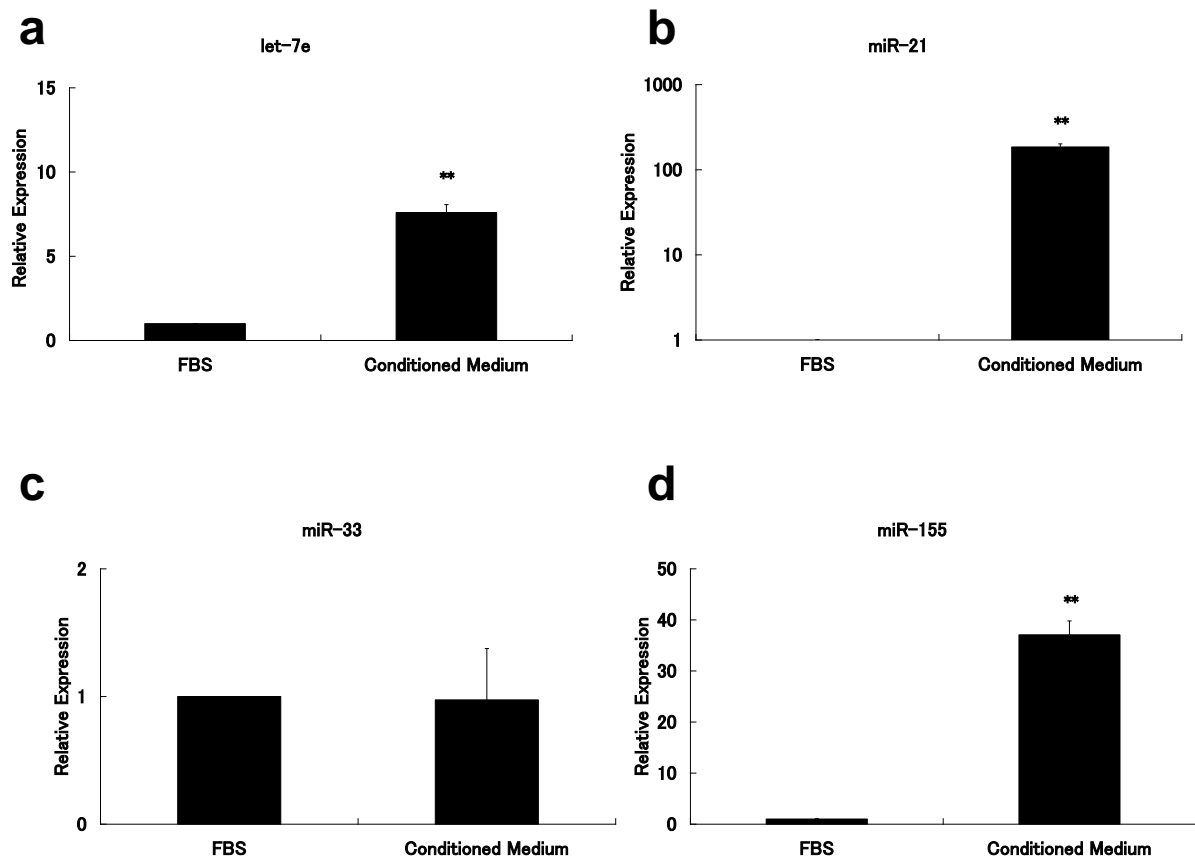 a
let-7e
Relative Expression
15
10
5
0
**
FBS Conditioned Medium
b
miR-21
Relative Expression
1000
100
10
1
**
FBS Conditioned Medium
c
miR-33
Relative Expression
2
1
0
FBS Conditioned Medium
d
miR-155
Relative Expression
50
40
30
20
10
0
**
FBS Conditioned Medium